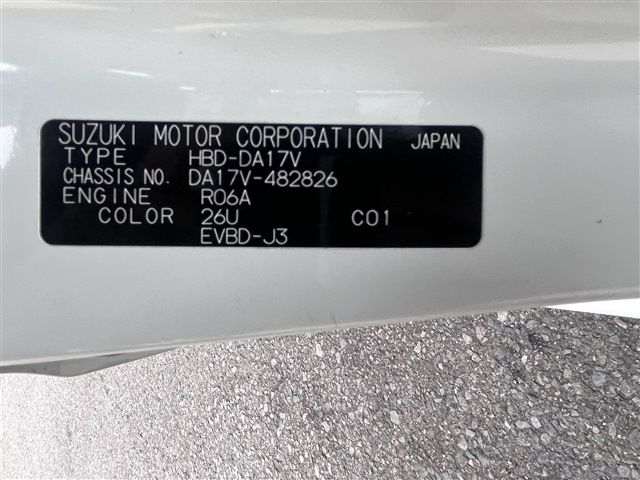 SUZUKI MOTOR CORPORATION JAPAN
TYPE HBD-DA17V
CHASSIS NO. DA17V-482826
ENGINE R06A
COLOR 26U C01
EVBD-J3